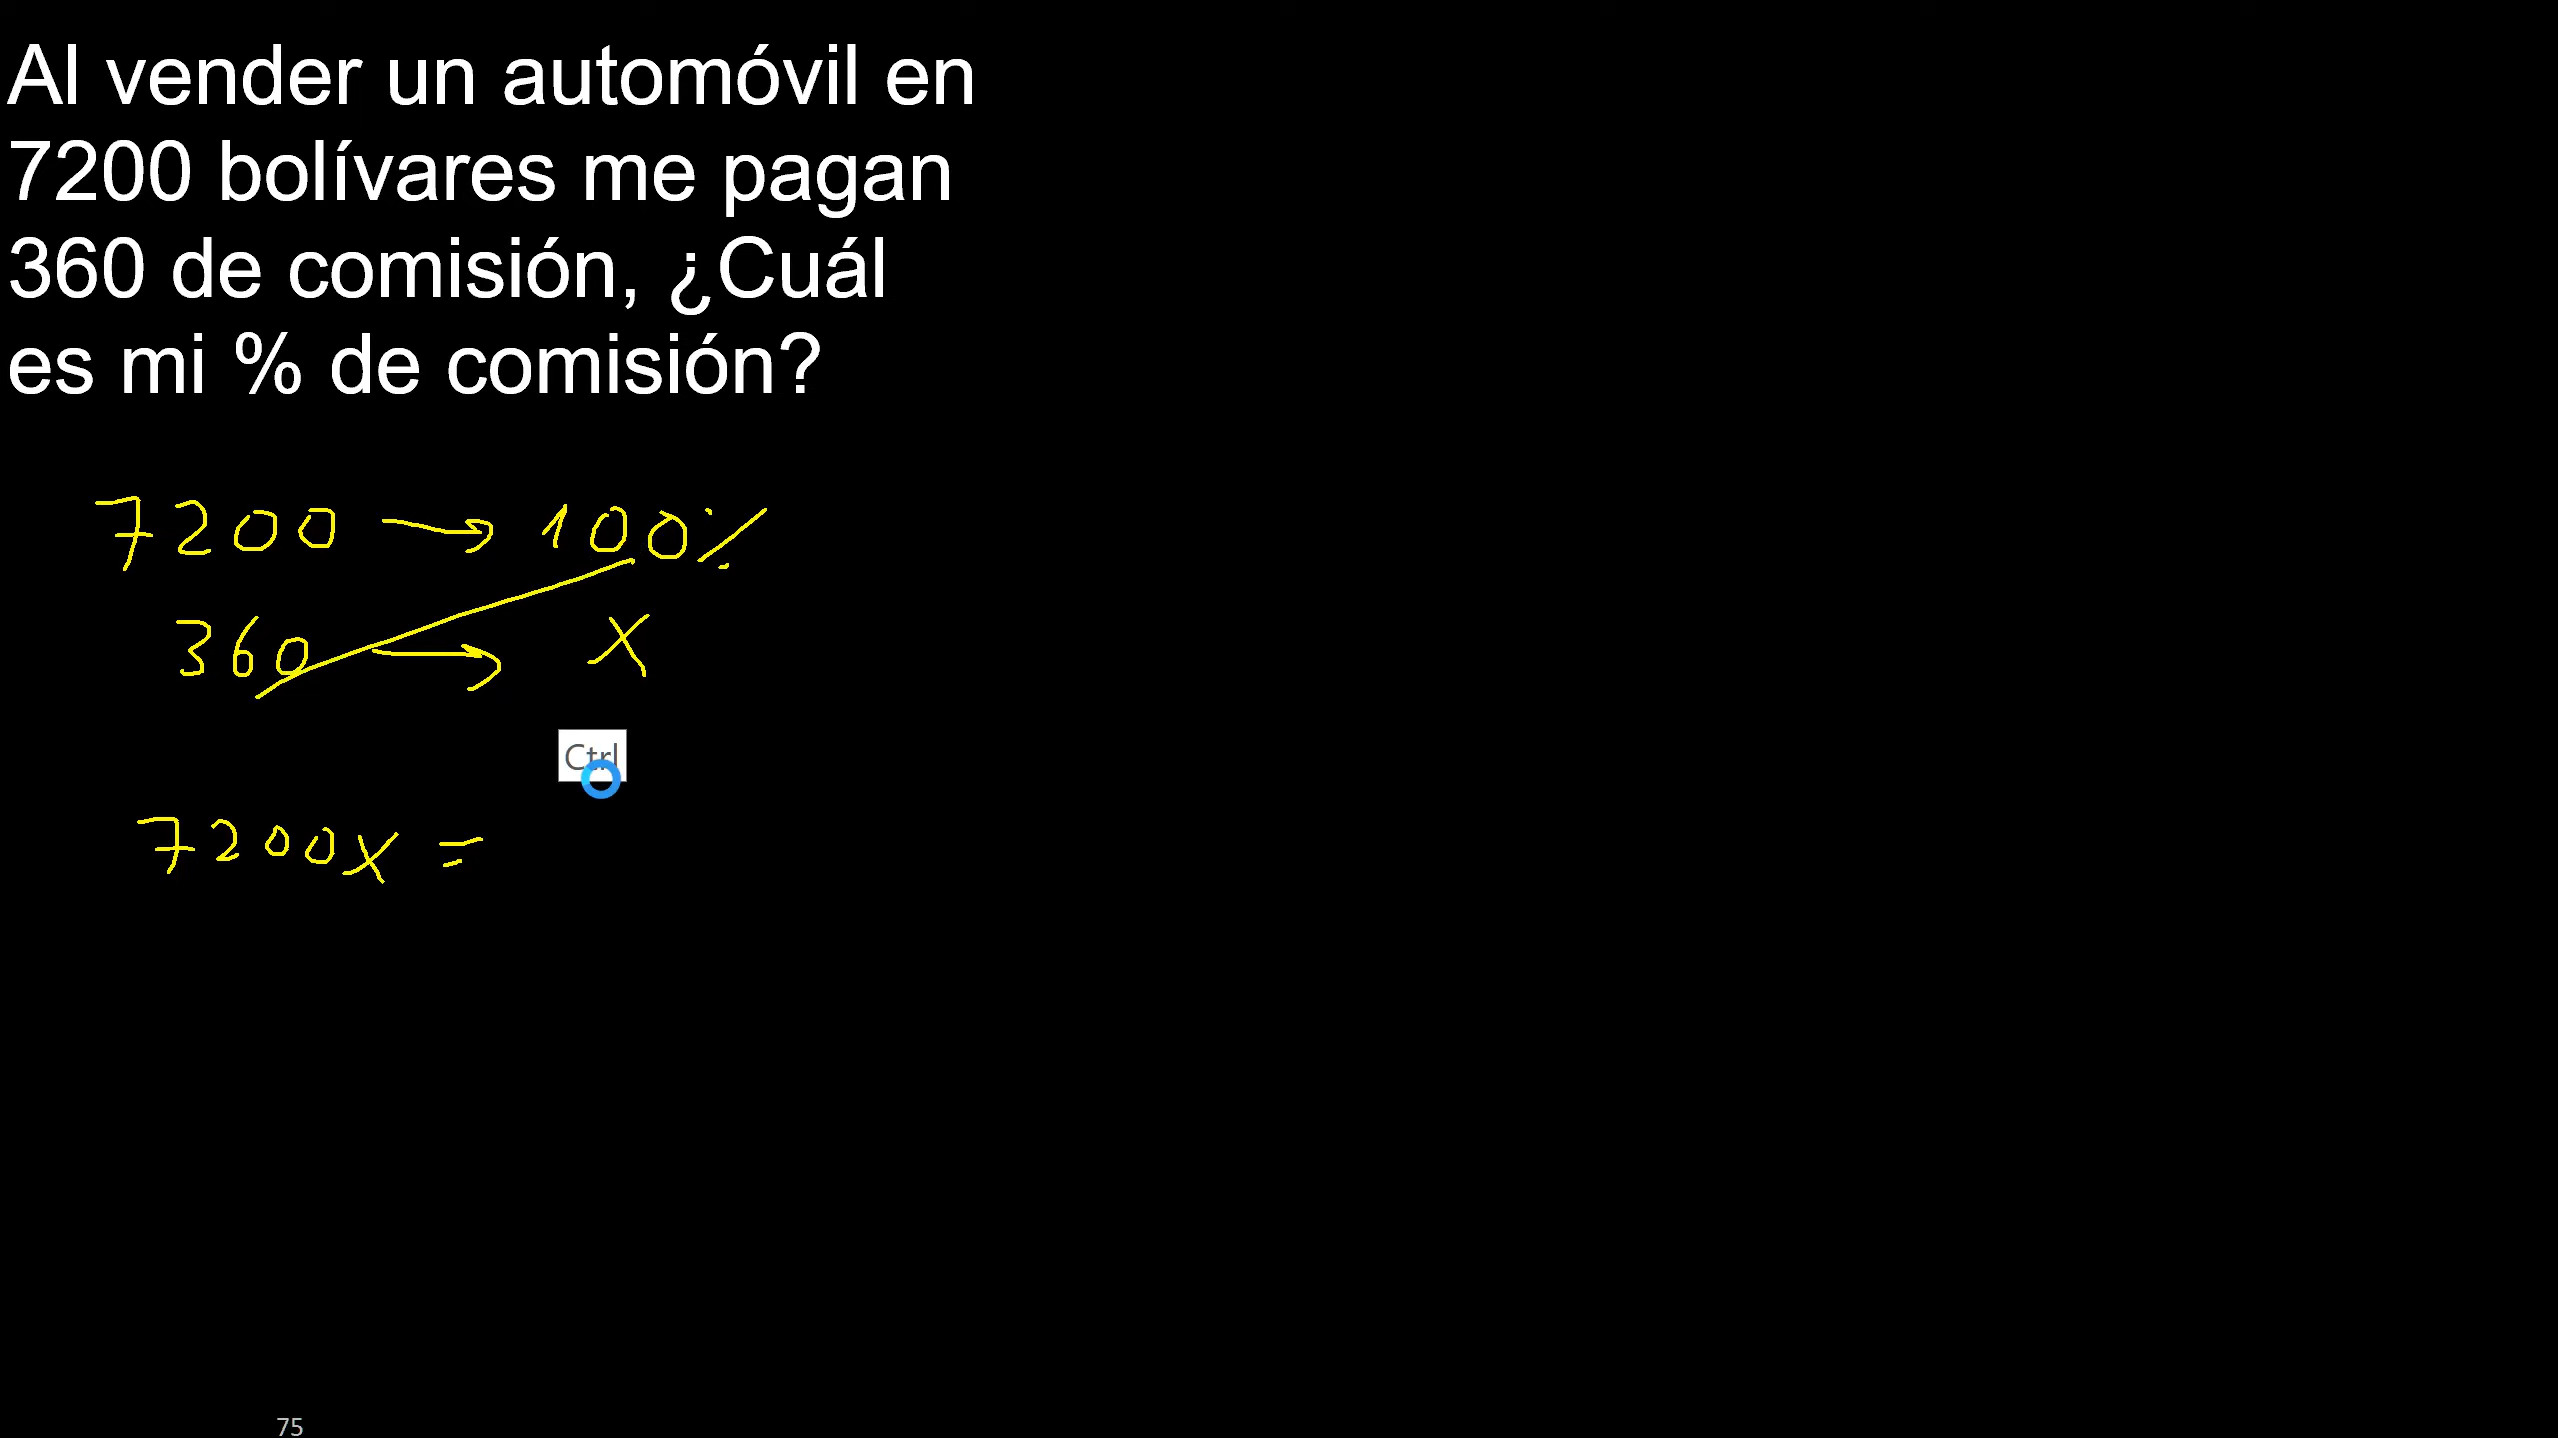 Al vender un automóvil en
7200 bolívares me pagan
360 de comisión, ¿Cuál
es mi % de comisión?
7200 → 100%
360 → X
Ctrl
7200X =
75